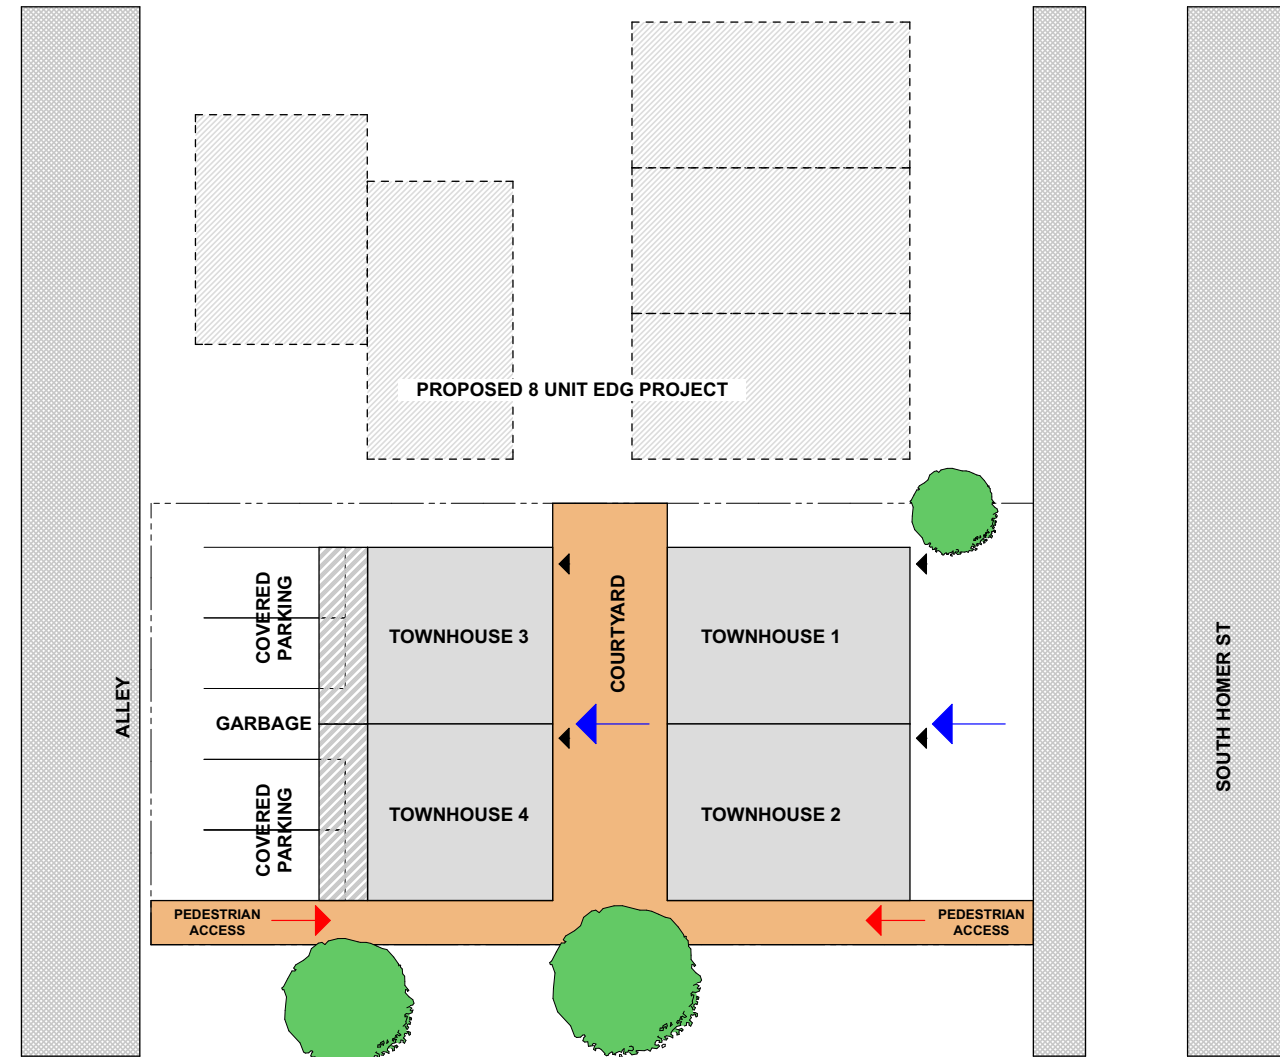 PROPOSED 8 UNIT EDG PROJECT
COVERED
PARKING
TOWNHOUSE 3
COURTYARD
TOWNHOUSE 1
ALLEY
GARBAGE
SOUTH HOMER ST
COVERED
PARKING
TOWNHOUSE 4
TOWNHOUSE 2
PEDESTRIAN
ACCESS
PEDESTRIAN
ACCESS